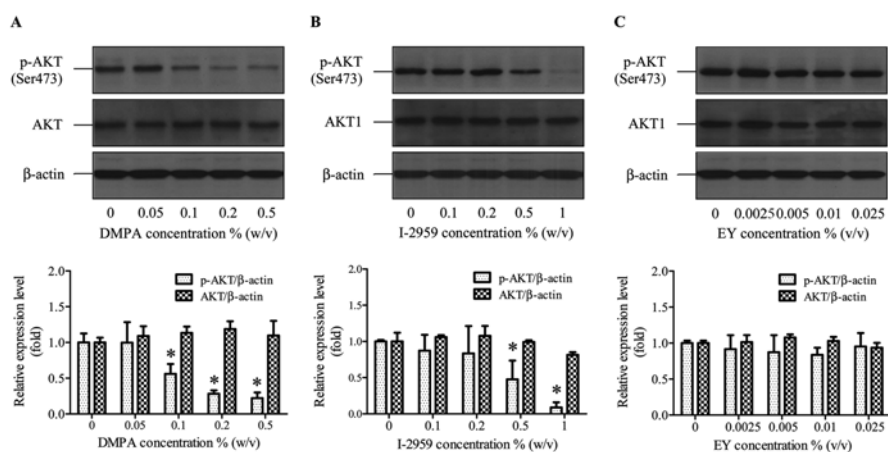 A
p-AKT
(Ser473)
AKT
β-actin
0 0.05 0.1 0.2 0.5
DMPA concentration % (w/v)
B
p-AKT
(Ser473)
AKT1
β-actin
0 0.1 0.2 0.5 1
I-2959 concentration % (w/v)
C
p-AKT
(Ser473)
AKT1
β-actin
0 0.0025 0.005 0.01 0.025
EY concentration % (v/v)
Relative expression level
(fold)
2.0
1.5
1.0
0.5
0.0
p-AKT/β-actin
AKT/β-actin
* * *
0 0.05 0.1 0.2 0.5
DMPA concentration % (w/v)
Relative expression level
(fold)
2.0
1.5
1.0
0.5
0.0
p-AKT/β-actin
AKT/β-actin
* *
0 0.1 0.2 0.5 1
I-2959 concentration % (w/v)
Relative expression level
(fold)
2.0
1.5
1.0
0.5
0.0
p-AKT/β-actin
AKT/β-actin
0 0.0025 0.005 0.01 0.025
EY concentration % (v/v)